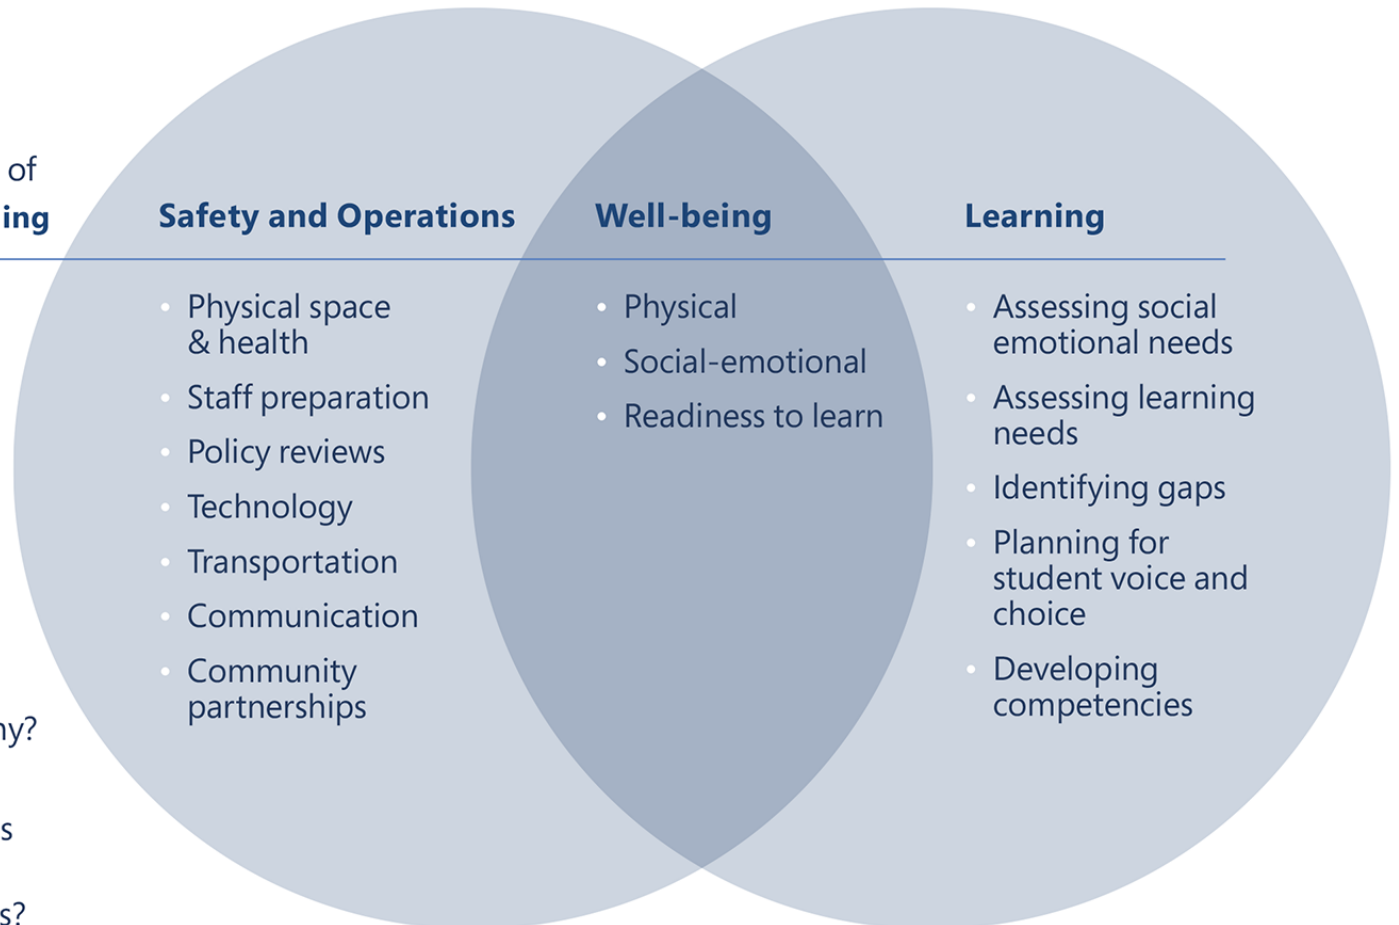 of
ing
Safety and Operations
Physical space
& health
Staff preparation
Policy reviews
Technology
Transportation
Communication
Community
partnerships
Well-being
Physical
Social-emotional
Readiness to learn
Learning
Assessing social
emotional needs
Assessing learning
needs
Identifying gaps
Planning for
student voice and
choice
Developing
competencies